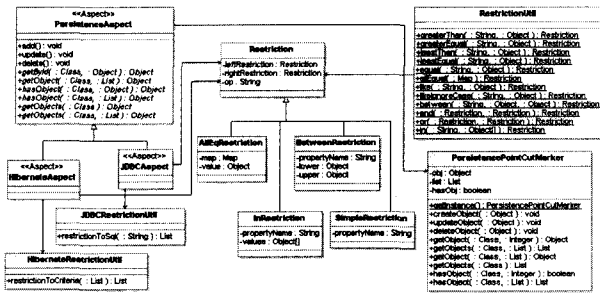 <<Aspect>>
PersistenceAspect
+add() : void
+update() : void
+delete() : void
+getById( : Class, : Object) : Object
+getObject( : Class, : List) : Object
+hasObject( : Class, : Object) : Object
+hasObject( : Class, : List) : Object
+getObjects( : Class, : Object) : Object
+getObjects( : Class, : List) : Object
<<Aspect>>
HibernateAspect
<<Aspect>>
JDBCAspect
JDBCRestrictionUtil
+restrictionToSql( : String) : List
HibernateRestrictionUtil
+restrictionToCriteria( : List) : List
Restriction
-leftRestriction : Restriction
-rightRestriction : Restriction
-op : String
AllEqRestriction
-map : Map
-value : Object
BetweenRestriction
-propertyName : String
-lower : Object
-upper : Object
InRestriction
-propertyName : String
-values : Object[]
SimpleRestriction
-propertyName : String
RestrictionUtil
+greaterThan( : String, : Object) : Restriction
+greaterEqual( : String, : Object) : Restriction
+leastThan( : String, : Object) : Restriction
+leastEqual( : String, : Object) : Restriction
+equal( : String, : Object) : Restriction
+allEqual( : Map) : Restriction
+like( : String, : Object) : Restriction
+likeIgnoreCase( : String, : Object) : Restriction
+between( : String, : Object, : Object) : Restriction
+and( : Restriction, : Restriction) : Restriction
+or( : Restriction, : Restriction) : Restriction
+in( : String, : Object[]) : Restriction
PersistencePointCutMarker
-obj : Object
-list : List
-hasObj : boolean
+getInstance() : PersistencePointCutMarker
+createObject( : Object) : void
+updateObject( : Object) : void
+deleteObject( : Object) : void
+getObject( : Class, : Integer) : Object
+getObjects( : Class, : List) : List
+getObject( : Class, : List) : Object
+getObjects( : Class) : List
+hasObject( : Class, : Integer) : boolean
+hasObject( : Class, : List) : boolean